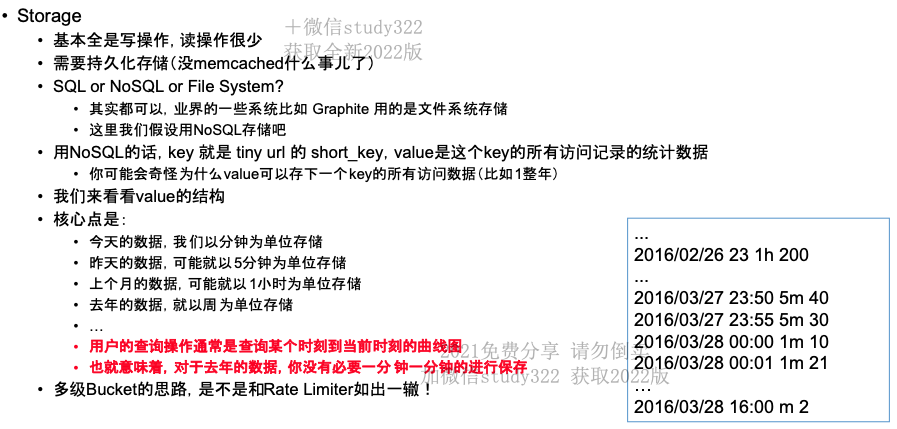 • Storage
• 基本全是写操作, 读操作很少
• 需要持久化存储(没memcached什么事儿了)
• SQL or NoSQL or File System?
• 其实都可以, 业界的一些系统比如 Graphite 用的是文件系统存储
• 这里我们假设用NoSQL存储吧
• 用NoSQL的话, key 就是 tiny url 的 short_key, value是这个key的所有访问记录的统计数据
• 你可能会奇怪为什么value可以存下一个key的所有访问数据(比如1整年)
• 我们来看看value的结构
• 核心点是:
• 今天的数据, 我们以分钟为单位存储
• 昨天的数据, 可能就以5分钟为单位存储
• 上个月的数据, 可能就以1小时为单位存储
• 去年的数据, 就以周为单位存储
• ...
• 用户的查询操作通常是查询某个时刻到当前时刻的曲线图
• 也就意味着, 对于去年的数据, 你没有必要一分钟一分钟的进行保存
• 多级Bucket的思路, 是不是和Rate Limiter如出一辙!
...
2016/02/26 23 1h 200
...
2016/03/27 23:50 5m 40
2016/03/27 23:55 5m 30
2016/03/28 00:00 1m 10
2016/03/28 00:01 1m 21
...
2016/03/28 16:00 m 2
＋微信study322
获取全新2022版
2021免费分享 请勿倒卖
加微信study322 获取2022版